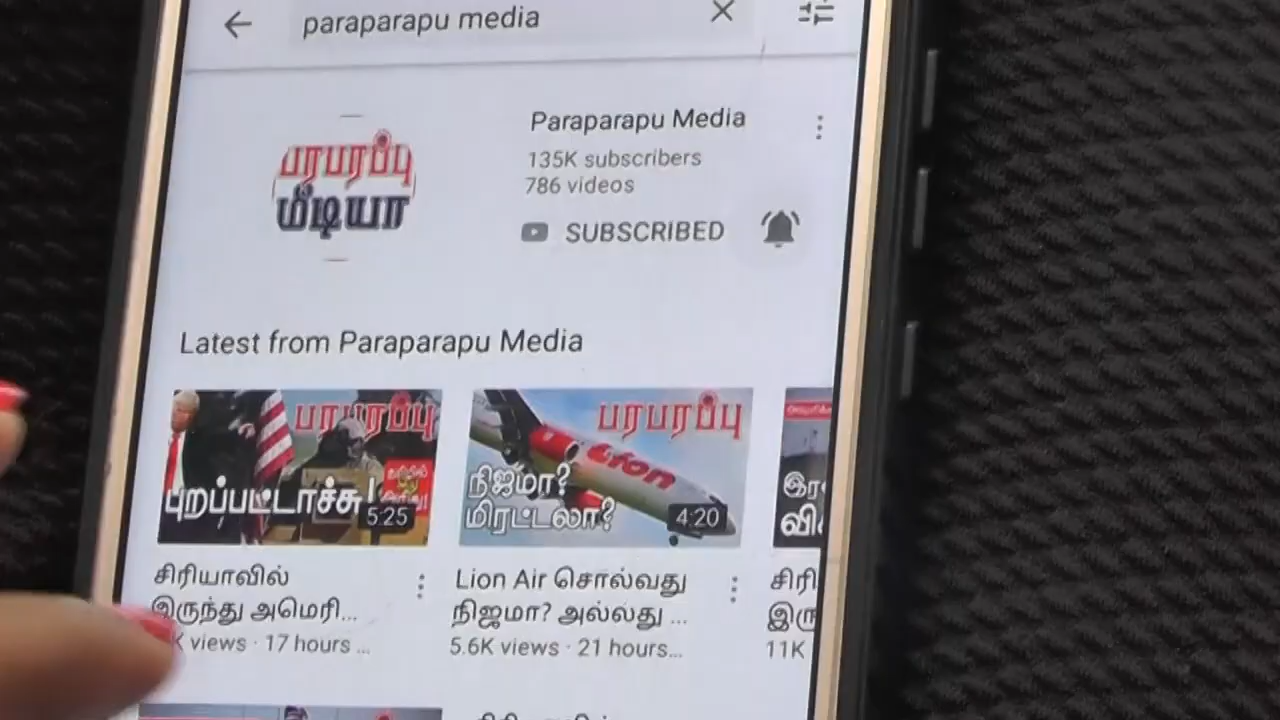 paraparapu media
பரபரப்பு
மீடியா
Paraparapu Media
135K subscribers
786 videos
SUBSCRIBED
Latest from Paraparapu Media
பரபரப்பு
புறப்பட்டாச்சு!
5:25
பரபரப்பு
Lion
நிஜமா?
மிரட்டலா?
4:20
சிரியாவில்
இருந்து அமெரி...
K views · 17 hours ...
Lion Air சொல்வது
நிஜமா? அல்லது ...
5.6K views · 21 hours...
சிரி
இரு
11K